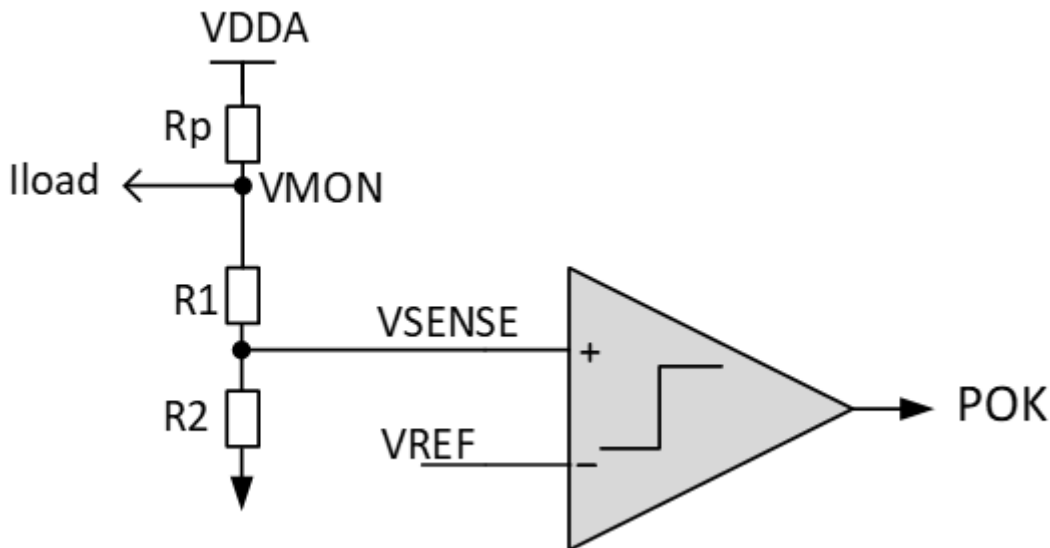 VDDA
Rp
Iload
VMON
R1
VSENSE
+
R2
VREF
−
POK